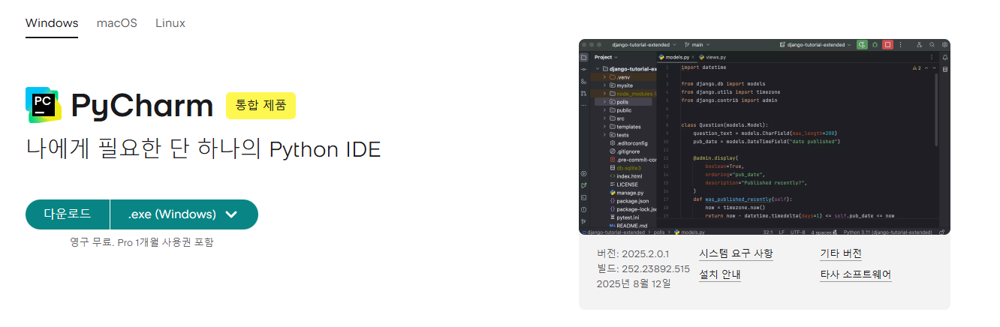 Windows macOS Linux
PC
PyCharm 통합 제품
나에게 필요한 단 하나의 Python IDE
다운로드 .exe (Windows)
영구 무료. Pro 1개월 사용권 포함
django-tutorial-extended main django-tutorial-extended
Project
models.py views.py
django-tutorial-ex
.venv
mysite
node_modules
polls
public
src
templates
tests
.editorconfig
.gitignore
.pre-commit-con
db.sqlite3
index.html
LICENSE
manage.py
package.json
package-lock.json
pytest.ini
README.md
2
1 import datetime
2
3 from django.db import models
4 from django.utils import timezone
5 from django.contrib import admin
6
7
8 class Question(models.Model):
9 question_text = models.CharField(max_length=200)
10 pub_date = models.DateTimeField("date published")
11
12 @admin.display(
13 boolean=True,
14 ordering="pub_date",
15 description="Published recently?",
16 )
17 def was_published_recently(self):
18 now = timezone.now()
19 return now - datetime.timedelta(days=1) <= self.pub_date <= now
django-tutorial-extended > polls > models.py 32:1 LF UTF-8 4 spaces Python 3.11 (django-tutorial-extended)
버전: 2025.2.0.1
빌드: 252.23892.515
2025년 8월 12일
시스템 요구 사항
설치 안내
기타 버전
타사 소프트웨어